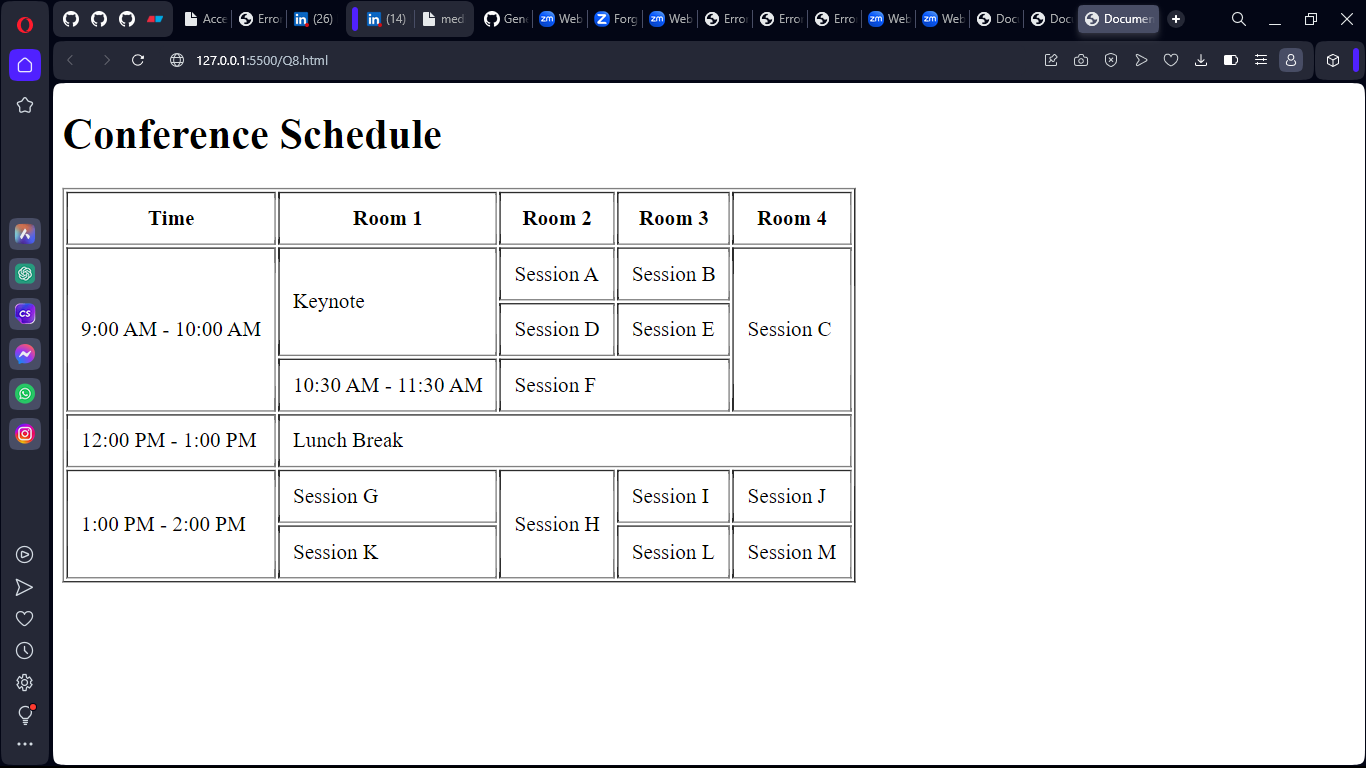 Acce
Erro
(26)
(14)
med
Gene
Web
Forg
Web
Erro
Erro
Erro
Web
Web
Doc
Doc
Documen
127.0.0.1:5500/Q8.html
Conference Schedule
Time Room 1 Room 2 Room 3 Room 4
9:00 AM - 10:00 AM Keynote Session A Session B Session C
Session D Session E
10:30 AM - 11:30 AM Session F
12:00 PM - 1:00 PM Lunch Break
1:00 PM - 2:00 PM Session G Session H Session I Session J
Session K Session L Session M